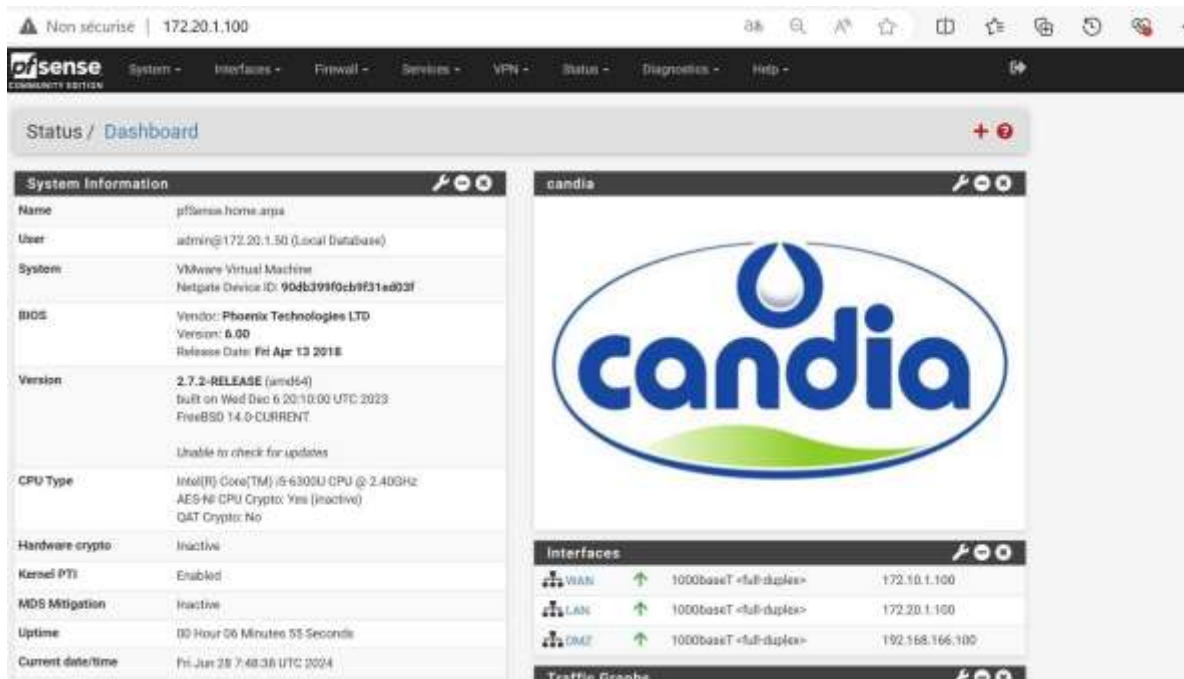 Non sécurisé | 172.20.1.100
pfsense
COMMUNITY EDITION
System Interfaces Firewall Services VPN Status Diagnostics Help
Status / Dashboard
System Information
Name pfSense.home.arpa
User admin@172.20.1.50 (Local Database)
System VMware Virtual Machine
Netgate Device ID: 90db399f0cb9f31ed03f
BIOS Vendor: Phoenix Technologies LTD
Version: 6.00
Release Date: Fri Apr 13 2018
Version 2.7.2-RELEASE (amd64)
built on Wed Dec 6 20:10:00 UTC 2023
FreeBSD 14.0-CURRENT
Unable to check for updates
CPU Type Intel(R) Core(TM) i5-6300U CPU @ 2.40GHz
AES-NI CPU Crypto: Yes (inactive)
QAT Crypto: No
Hardware crypto Inactive
Kernel PTI Enabled
MDS Mitigation Inactive
Uptime 00 Hour 06 Minutes 55 Seconds
Current date/time Fri Jun 28 7:48:38 UTC 2024
candia
candia
Interfaces
WAN 1000baseT <full-duplex> 172.10.1.100
LAN 1000baseT <full-duplex> 172.20.1.100
DMZ 1000baseT <full-duplex> 192.168.166.100
Traffic Graphs